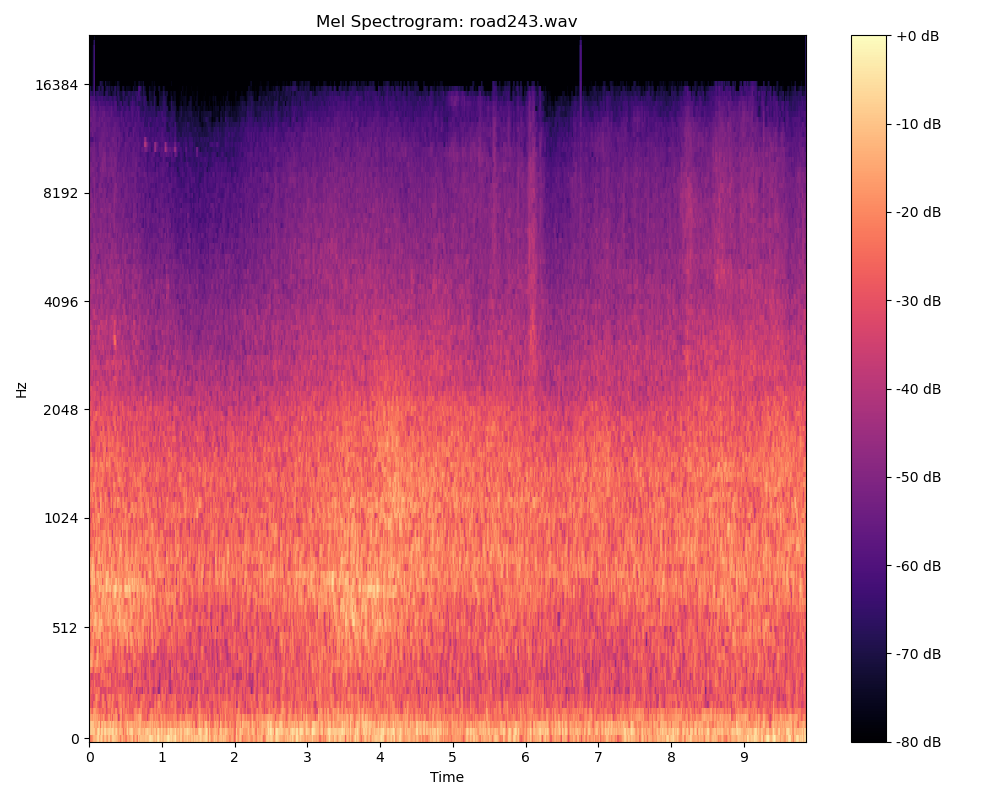 Mel Spectrogram: road243.wav
16384
8192
4096
2048
1024
512
0
Hz
0 1 2 3 4 5 6 7 8 9
Time
+0 dB
-10 dB
-20 dB
-30 dB
-40 dB
-50 dB
-60 dB
-70 dB
-80 dB